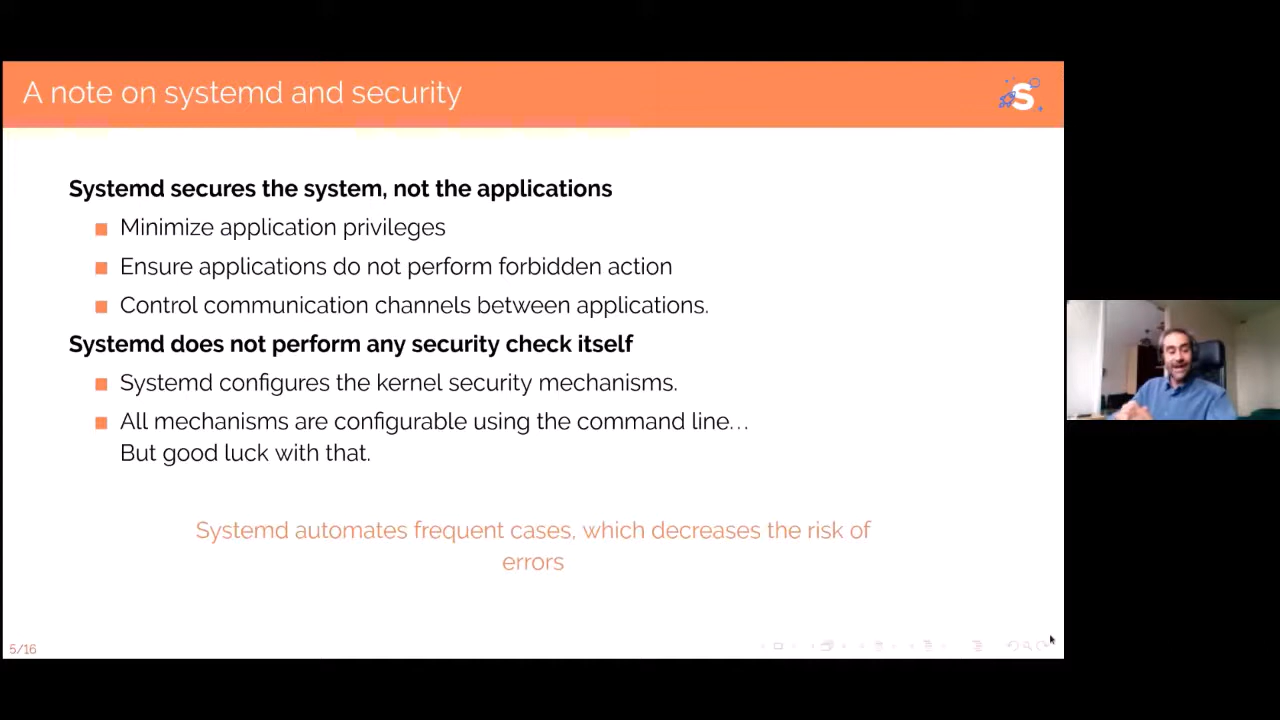 A note on systemd and security
S
Systemd secures the system, not the applications
Minimize application privileges
Ensure applications do not perform forbidden action
Control communication channels between applications.
Systemd does not perform any security check itself
Systemd configures the kernel security mechanisms.
All mechanisms are configurable using the command line…
But good luck with that.
Systemd automates frequent cases, which decreases the risk of
errors
5/16